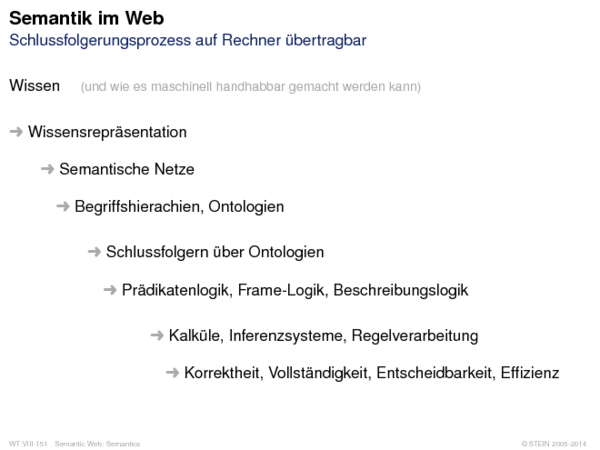 Semantik im Web
Schlussfolgerungsprozess auf Rechner übertragbar
Wissen (und wie es maschinell handhabbar gemacht werden kann)
➜ Wissensrepräsentation
➜ Semantische Netze
➜ Begriffshierachien, Ontologien
➜ Schlussfolgern über Ontologien
➜ Prädikatenlogik, Frame-Logik, Beschreibungslogik
➜ Kalküle, Inferenzsysteme, Regelverarbeitung
➜ Korrektheit, Vollständigkeit, Entscheidbarkeit, Effizienz
WT:VIII-151 Semantic Web: Semantics © STEIN 2005-2014